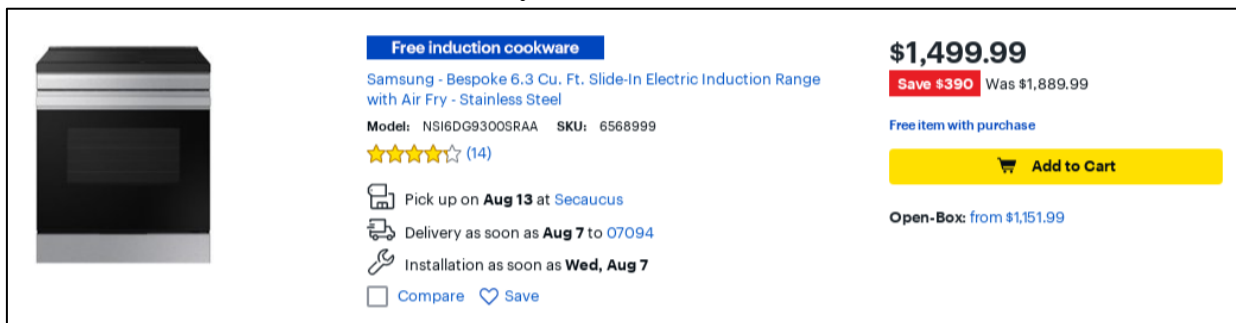 Free induction cookware
Samsung - Bespoke 6.3 Cu. Ft. Slide-In Electric Induction Range
with Air Fry - Stainless Steel
Model: NSI6DG9300SRAA SKU: 6568999
(14)
Pick up on Aug 13 at Secaucus
Delivery as soon as Aug 7 to 07094
Installation as soon as Wed, Aug 7
Compare Save
$1,499.99
Save $390 Was $1,889.99
Free item with purchase
Add to Cart
Open-Box: from $1,151.99